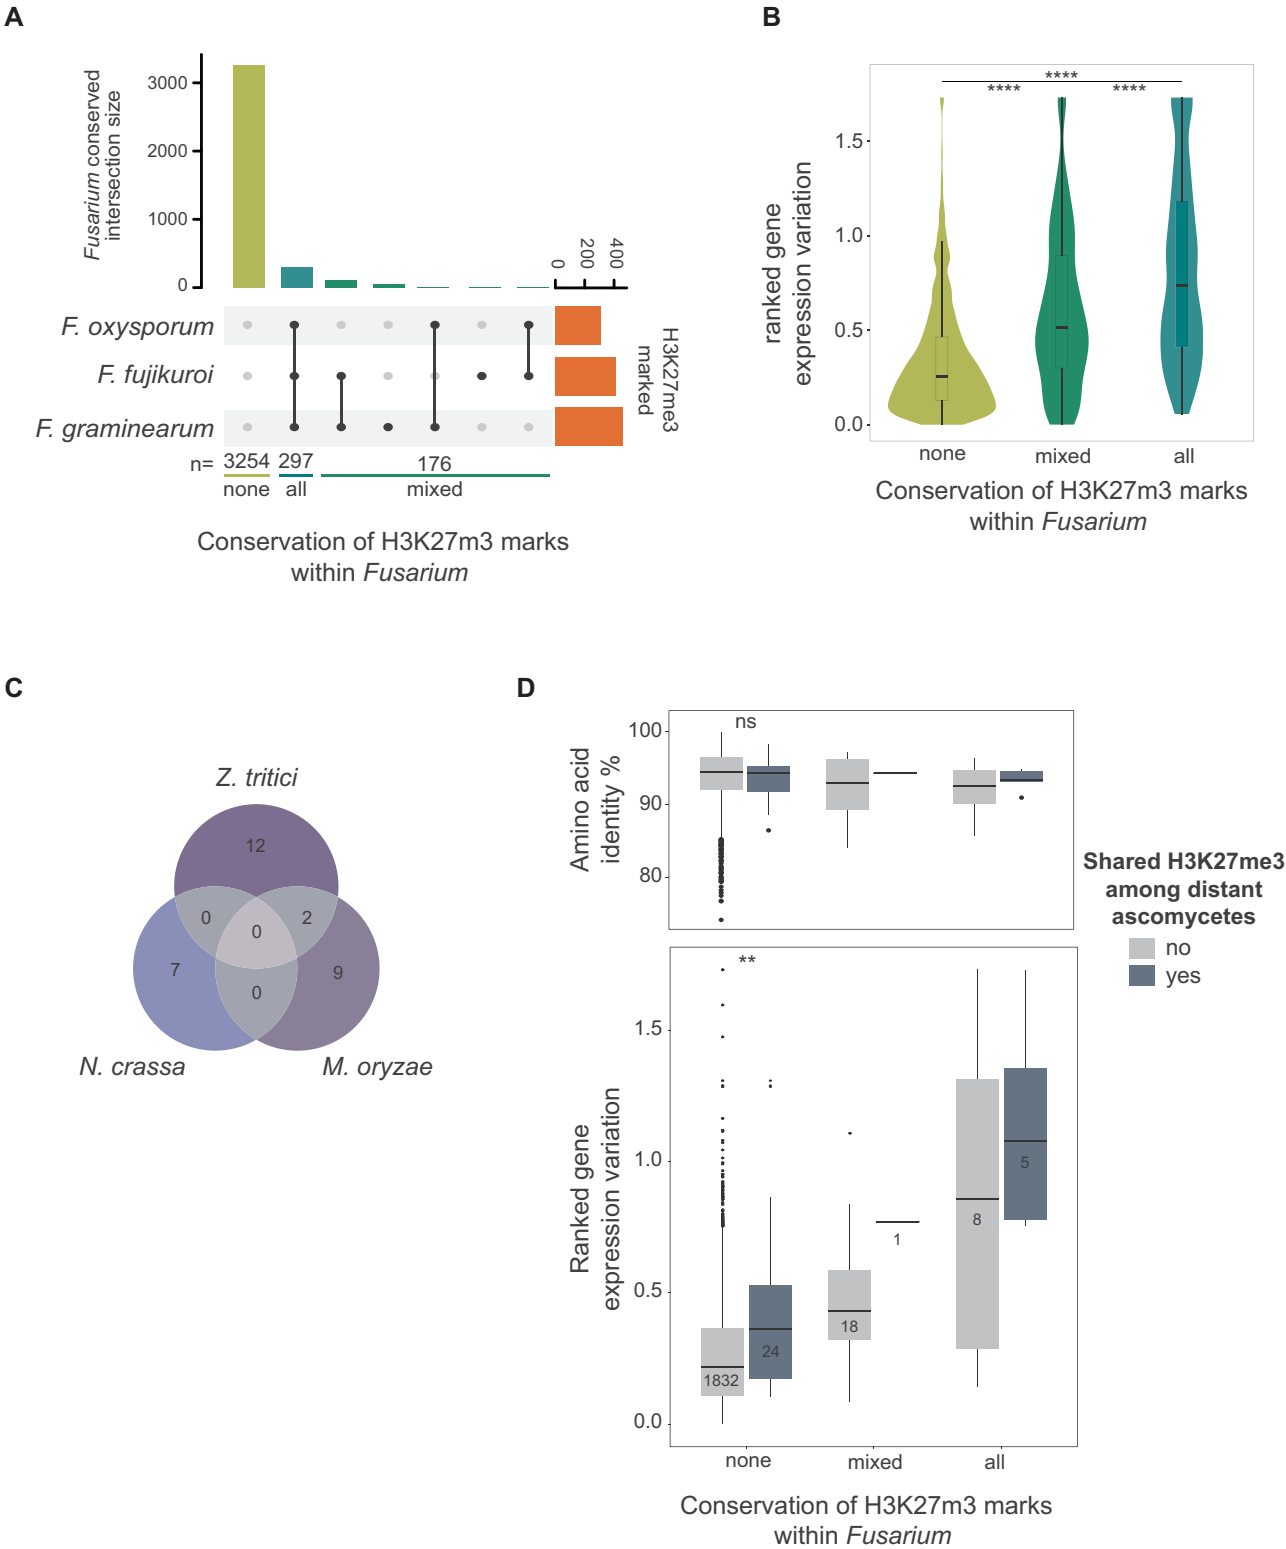 A
Fusarium conserved
intersection size
3000
2000
1000
0
0
200
400
F. oxysporum
F. fujikuroi
F. graminearum
H3K27me3
marked
n= 3254 297 176
none all mixed
Conservation of H3K27m3 marks
within Fusarium
B
ranked gene
expression variation
1.5
1.0
0.5
0.0
****
**** ****
none mixed all
Conservation of H3K27m3 marks
within Fusarium
C
Z. tritici
12
0 2
0
7 9
0
N. crassa M. oryzae
D
Amino acid
identity %
100
90
80
ns
Shared H3K27me3
among distant
ascomycetes
no
yes
Ranked gene
expression variation
1.5
1.0
0.5
0.0
**
1832
24
18
1
8
5
none mixed all
Conservation of H3K27m3 marks
within Fusarium